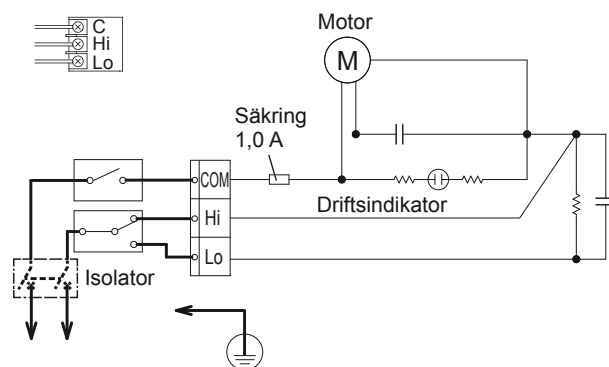 C
Hi
Lo
Motor
M
Säkring
1,0 A
COM
Hi
Lo
Driftsindikator
Isolator